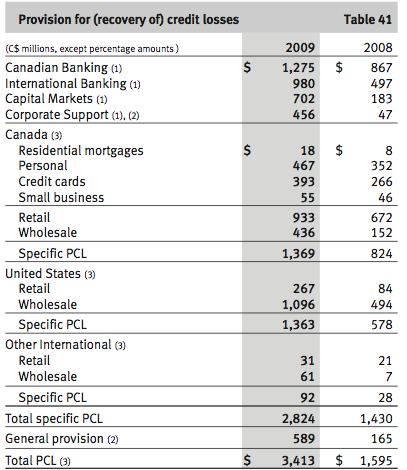 Provision for (recovery of) credit losses Table 41
(C$ millions, except percentage amounts ) 2009 2008
Canadian Banking (1) $ 1,275 $ 867
International Banking (1) 980 497
Capital Markets (1) 702 183
Corporate Support (1), (2) 456 47
Canada (3)
Residential mortgages $ 18 $ 8
Personal 467 352
Credit cards 393 266
Small business 55 46
Retail 933 672
Wholesale 436 152
Specific PCL 1,369 824
United States (3)
Retail 267 84
Wholesale 1,096 494
Specific PCL 1,363 578
Other International (3)
Retail 31 21
Wholesale 61 7
Specific PCL 92 28
Total specific PCL 2,824 1,430
General provision (2) 589 165
Total PCL (3) $ 3,413 $ 1,595